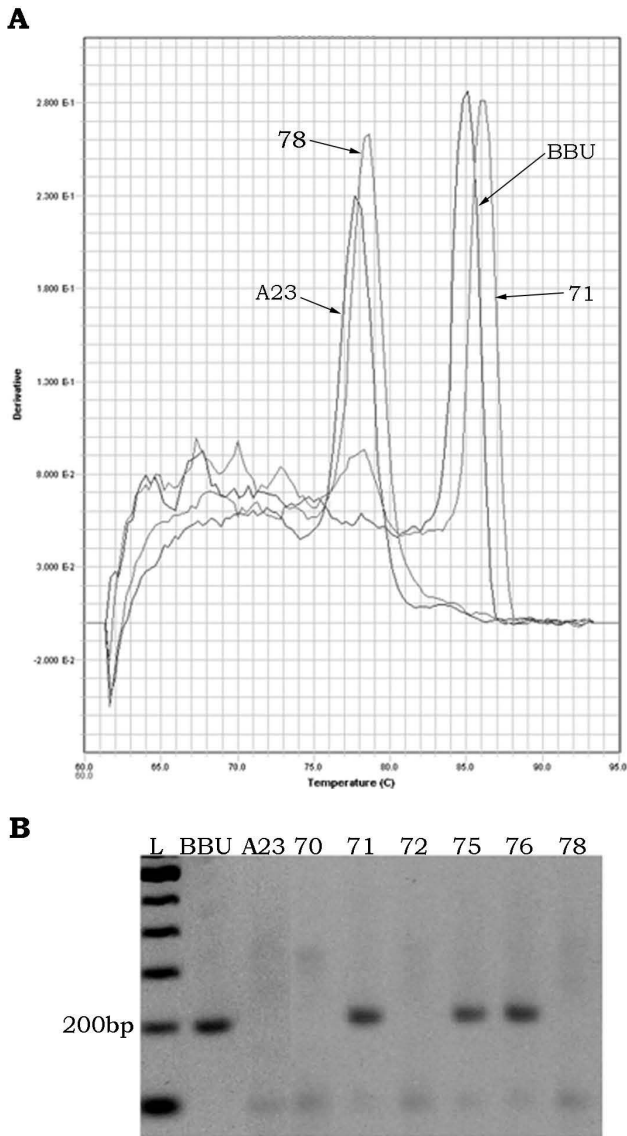 A
2.800 E-1
78
BBU
2.300 E-1
A23
1.800 E-1
71
Derivative
1.300 E-1
8.000 E-2
3.000 E-2
-2.000 E-2
60.0 65.0 70.0 75.0 80.0 85.0 90.0 95.0
60.0
Temperature (C)
B
L BBU A23 70 71 72 75 76 78
200bp